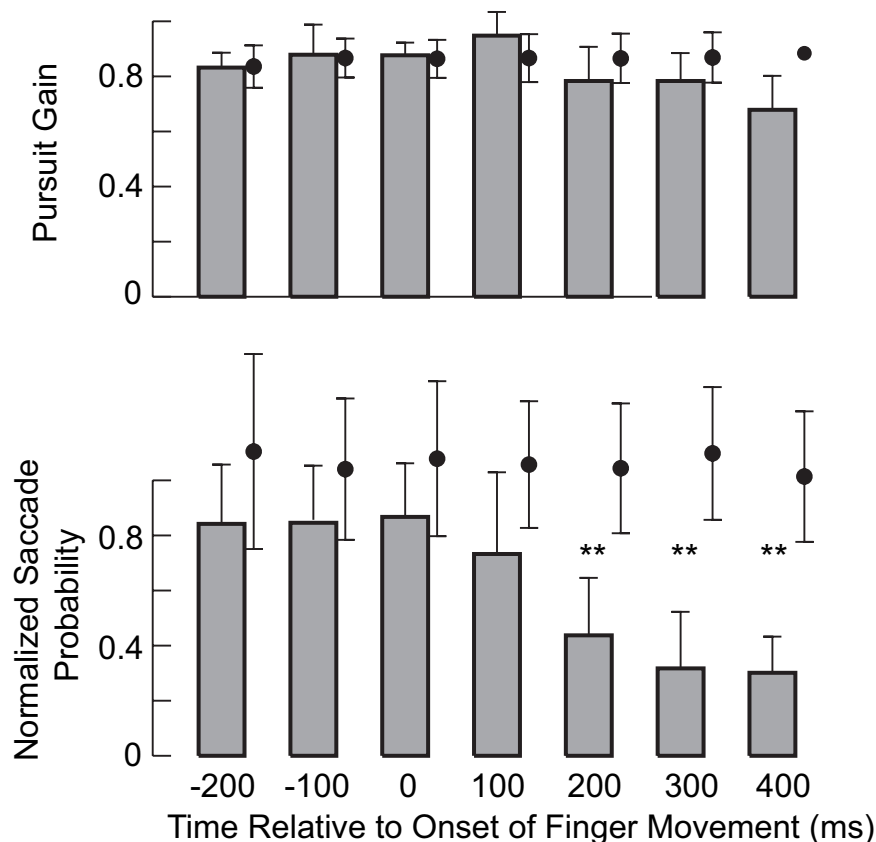 Pursuit Gain
0.8
0.4
0
Normalized Saccade
Probability
0.8
0.4
0
** ** **
-200 -100 0 100 200 300 400
Time Relative to Onset of Finger Movement (ms)